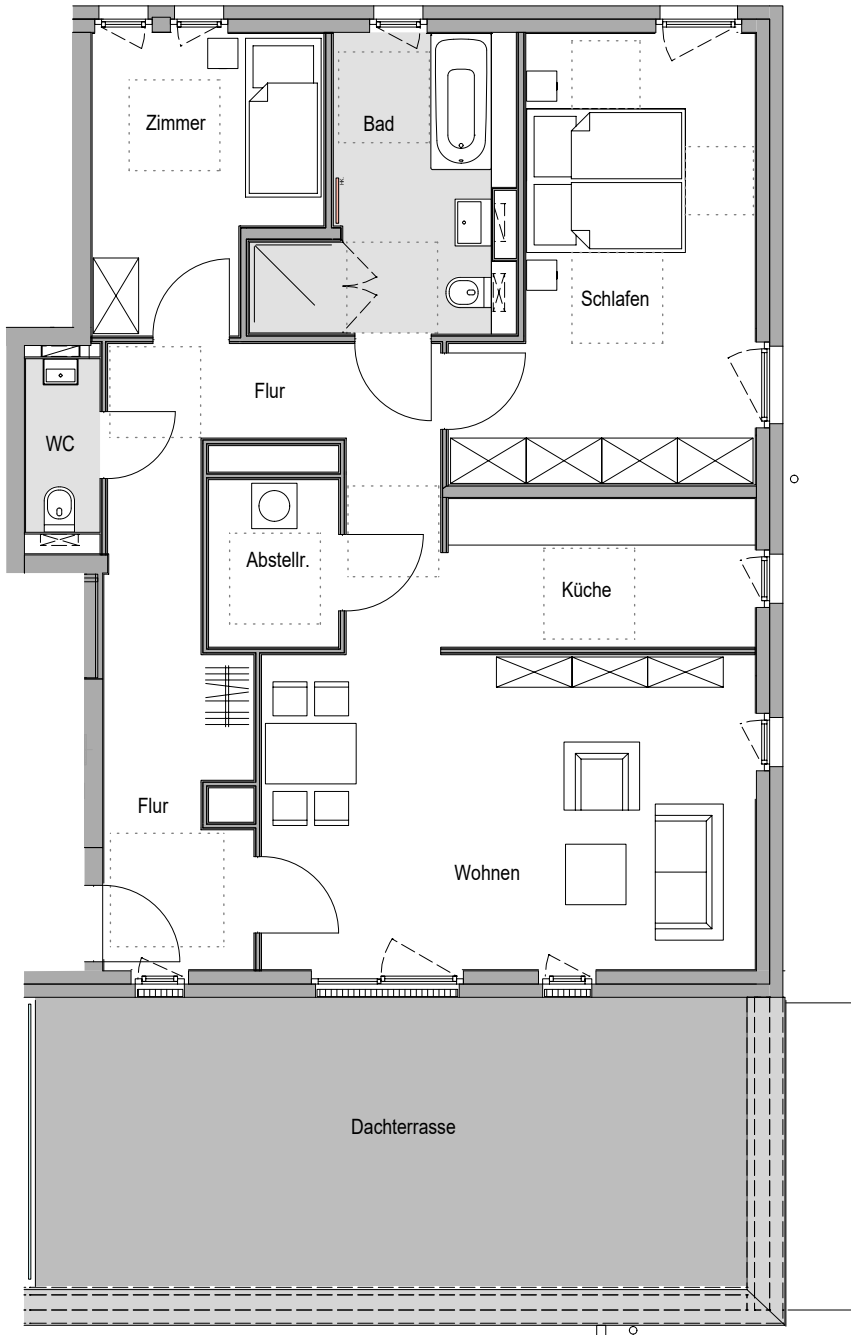 Zimmer
Bad
Schlafen
Flur
WC
Abstellr.
Küche
Flur
Wohnen
Dachterrasse